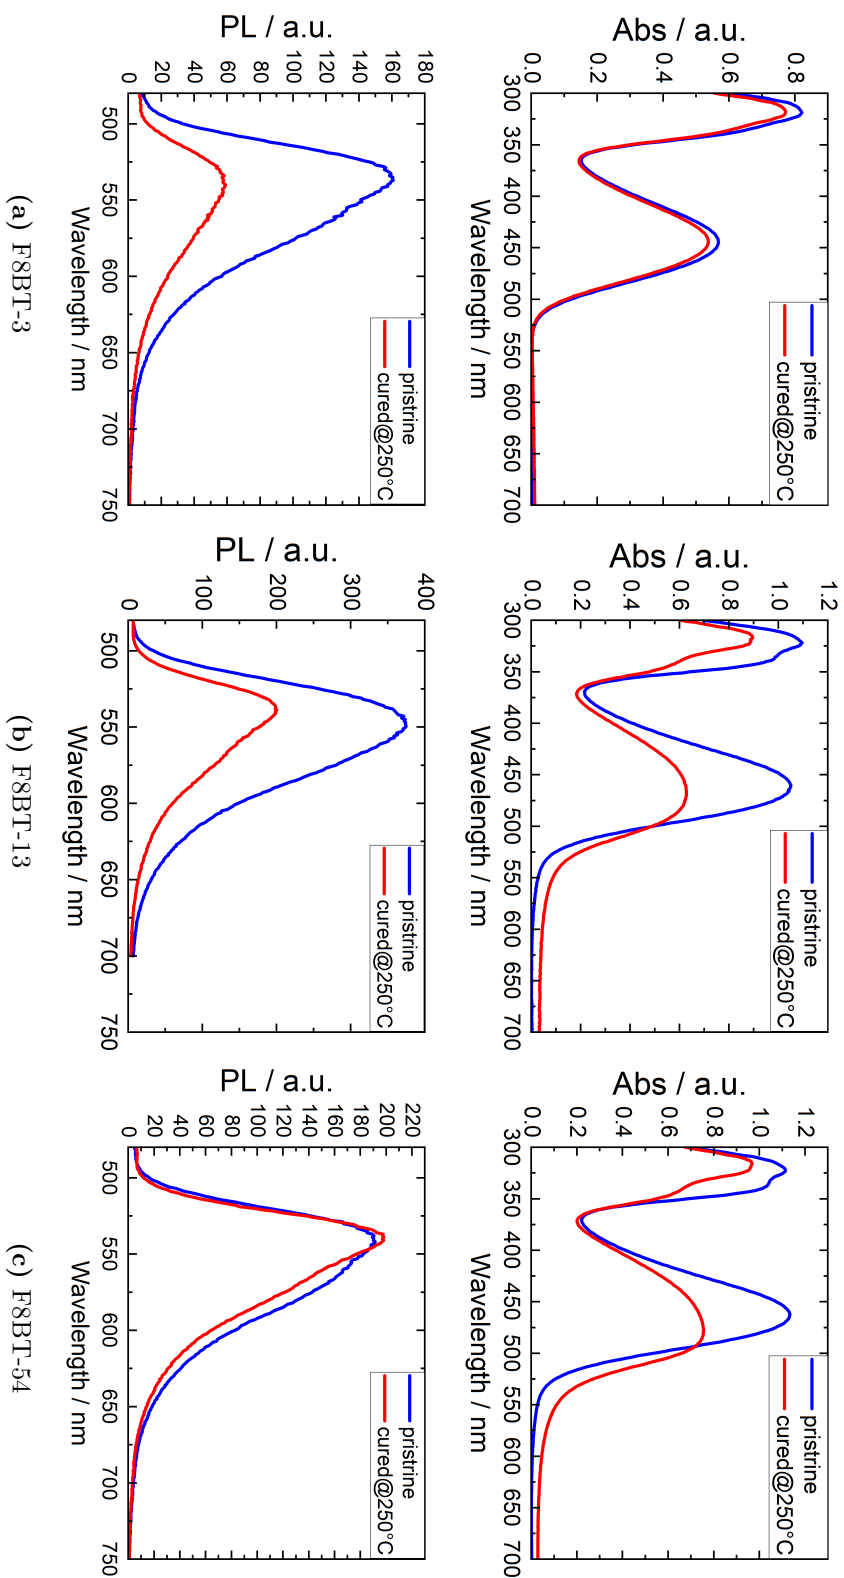 Abs / a.u.
0.0 0.2 0.4 0.6 0.8
300 350 400 450 500 550 600 650 700
Wavelength / nm
pristrine
cured@250°C
PL / a.u.
0 20 40 60 80 100 120 140 160 180
500 550 600 650 700 750
Wavelength / nm
pristrine
cured@250°C
(a) F8BT-3
Abs / a.u.
0.0 0.2 0.4 0.6 0.8 1.0 1.2
300 350 400 450 500 550 600 650 700
Wavelength / nm
pristrine
cured@250°C
PL / a.u.
0 100 200 300 400
500 550 600 650 700 750
Wavelength / nm
pristrine
cured@250°C
(b) F8BT-13
Abs / a.u.
0.0 0.2 0.4 0.6 0.8 1.0 1.2
300 350 400 450 500 550 600 650 700
Wavelength / nm
pristrine
cured@250°C
PL / a.u.
0 20 40 60 80 100 120 140 160 180 200 220
500 550 600 650 700 750
Wavelength / nm
pristrine
cured@250°C
(c) F8BT-54